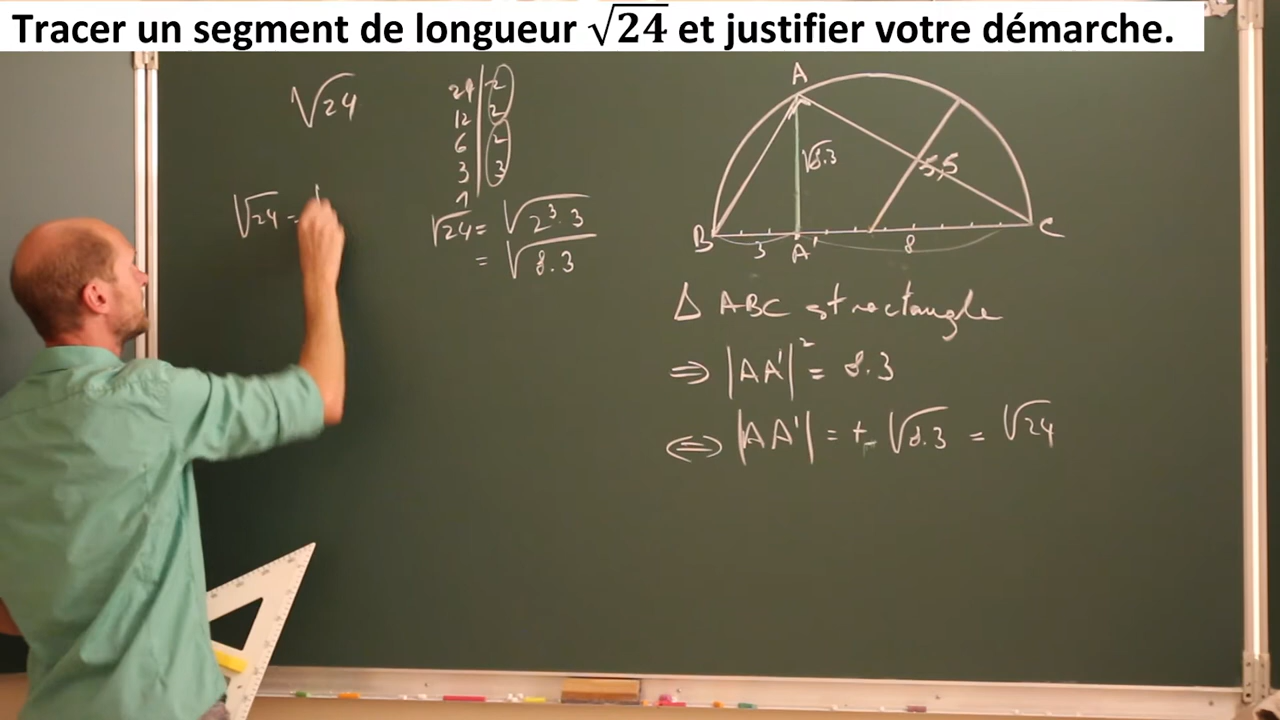 Tracer un segment de longueur √24 et justifier votre démarche.
√24
√24 =
24 | 2
12 | 2
6 | 2
3 | 3
1
√24 = √2³.3
= √8.3
A
√8.3
5,5
B
3
A'
8
C
Δ ABC est rectangle
⇒ |AA'|² = 8.3
⇔ |AA'| = +- √8.3 = √24